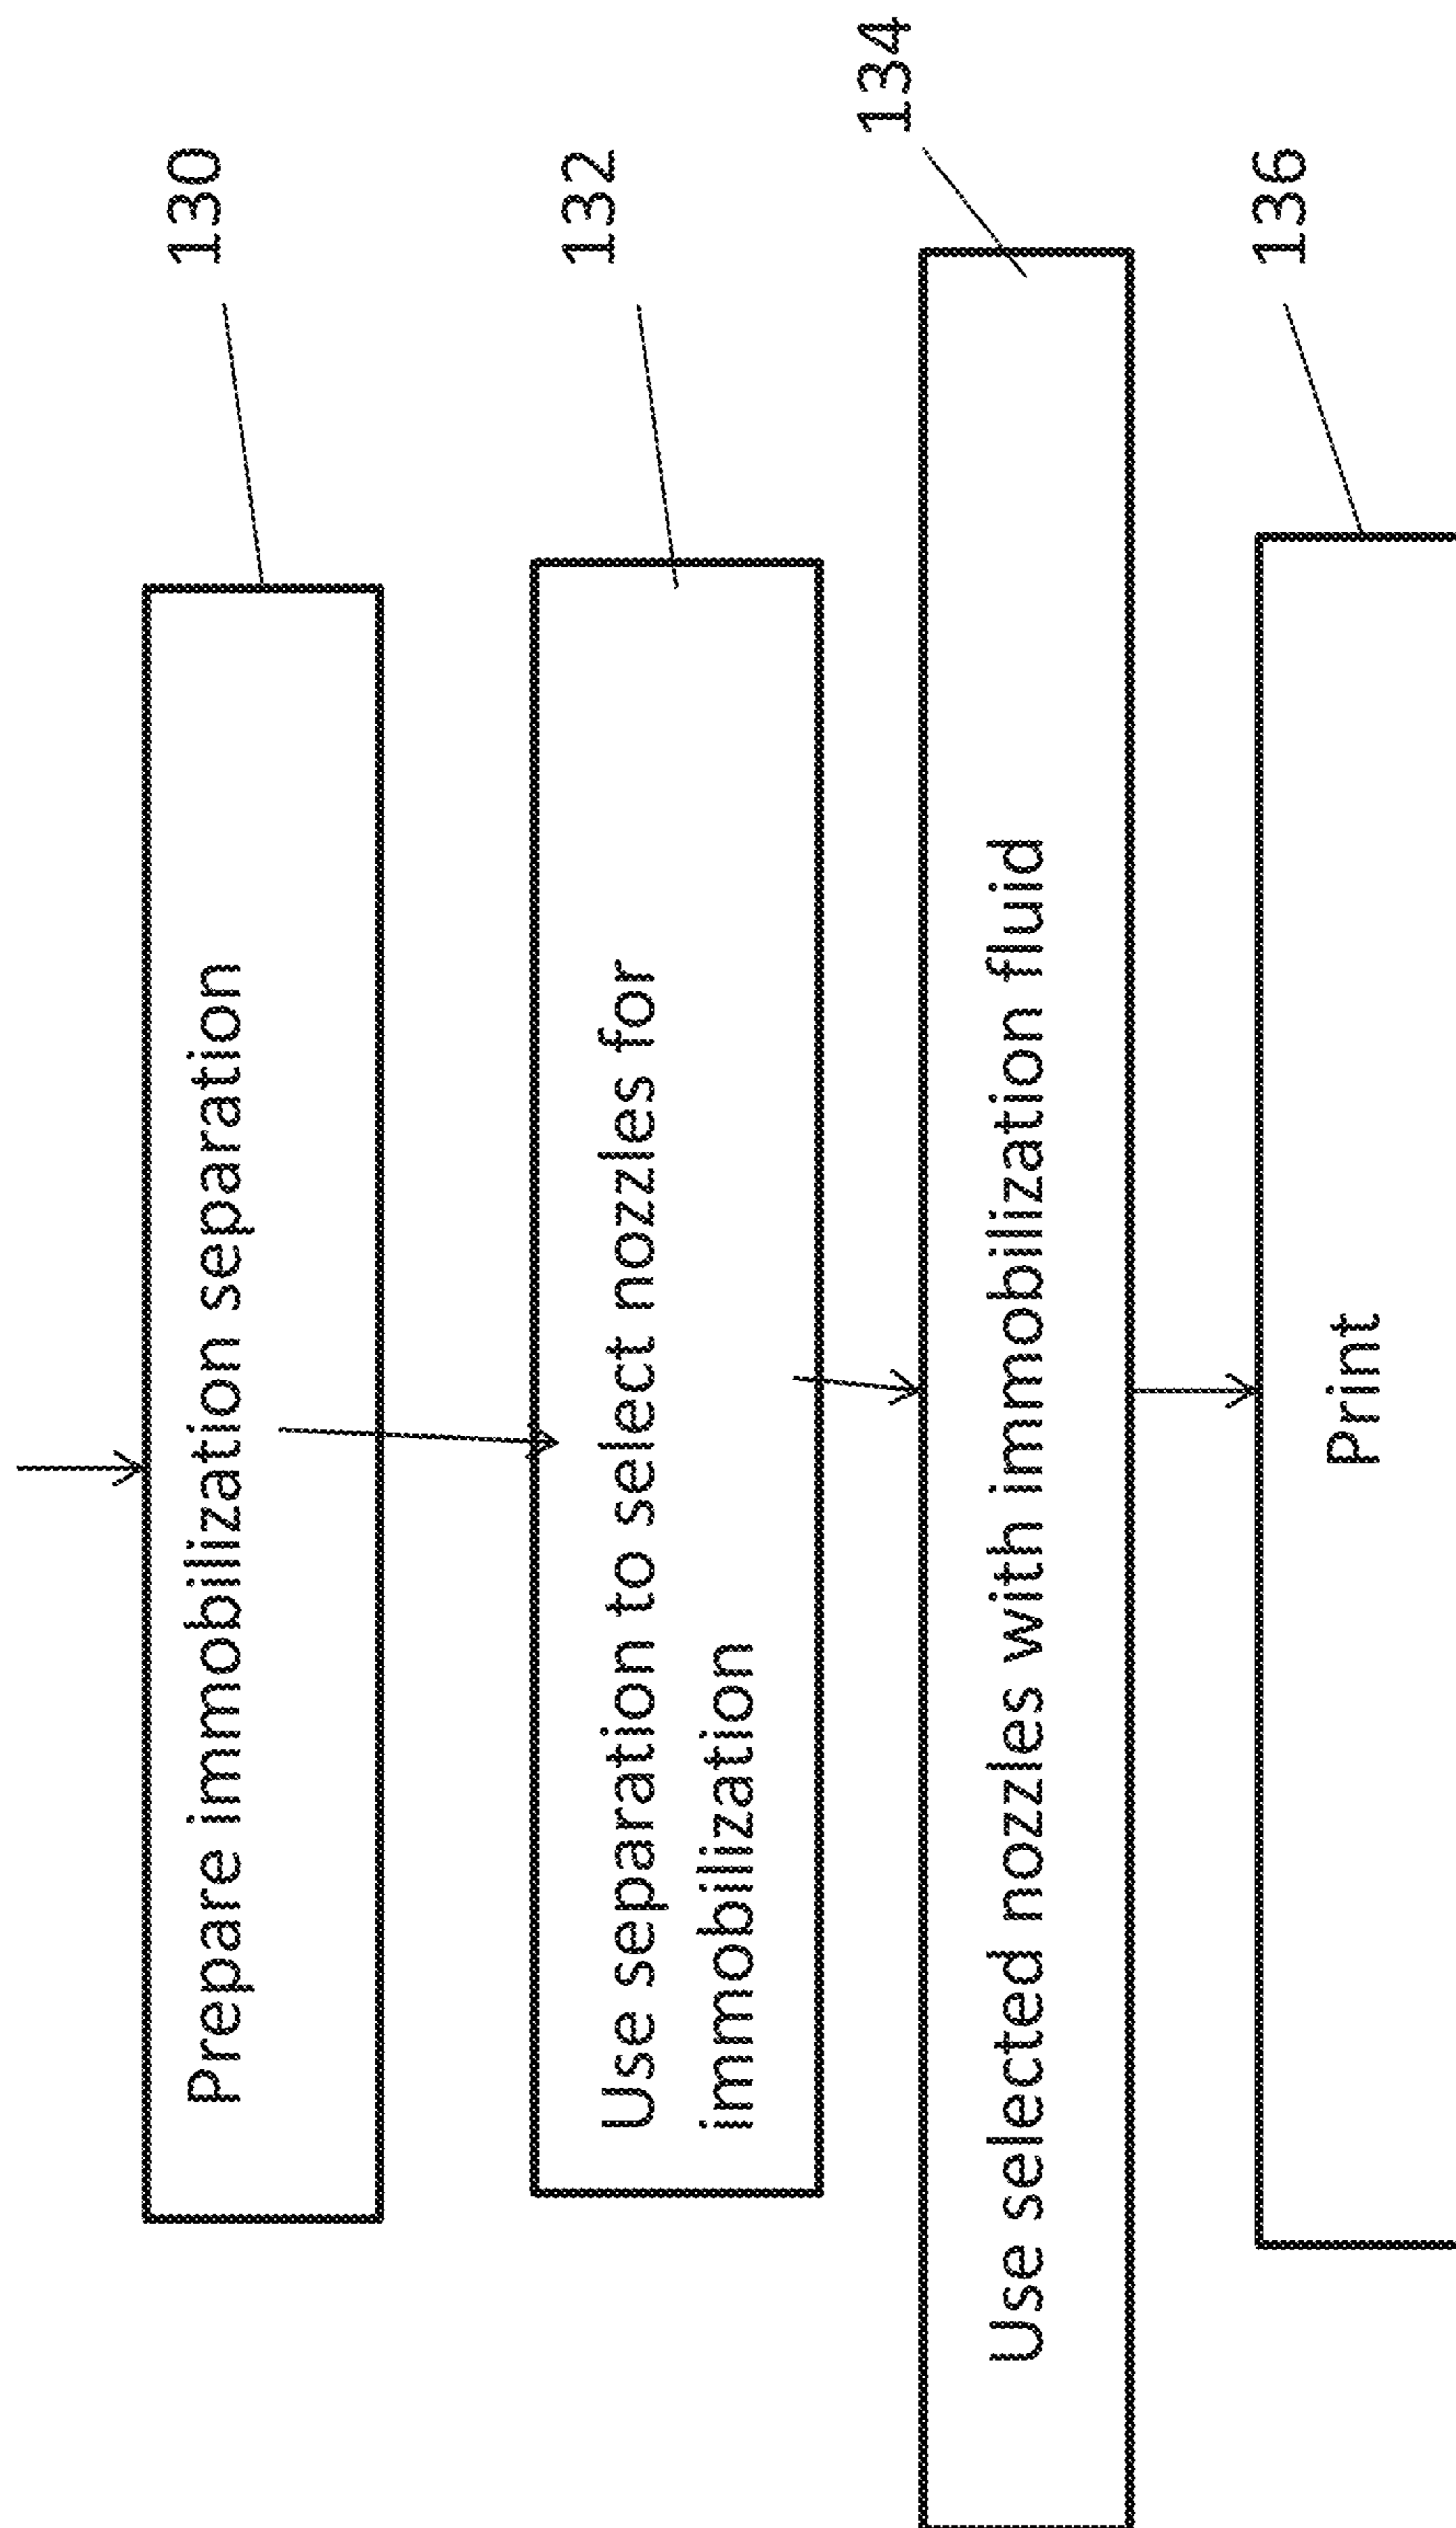 130
Prepare immobilization separation
132
Use separation to select nozzles for
immobilization
134
Use selected nozzles with immobilization fluid
136
Print